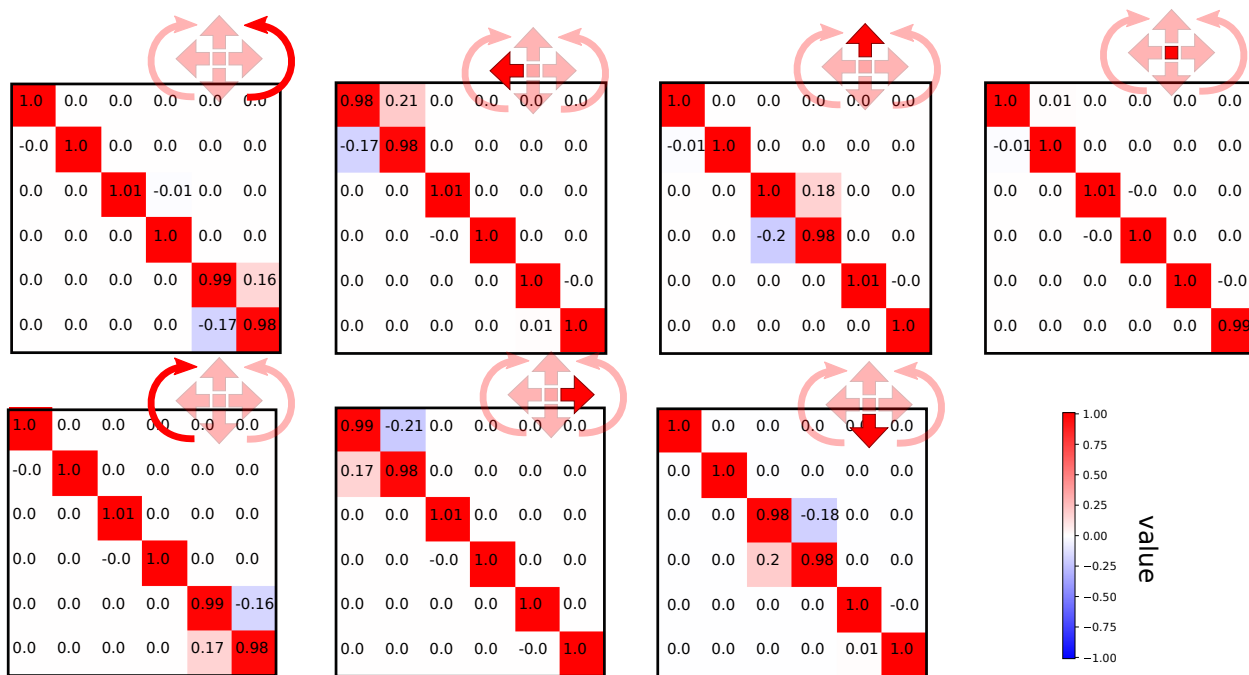 1.0 0.0 0.0 0.0 0.0 0.0
-0.0 1.0 0.0 0.0 0.0 0.0
0.0 0.0 1.01 -0.01 0.0 0.0
0.0 0.0 0.0 1.0 0.0 0.0
0.0 0.0 0.0 0.0 0.99 0.16
0.0 0.0 0.0 0.0 -0.17 0.98
0.98 0.21 0.0 0.0 0.0 0.0
-0.17 0.98 0.0 0.0 0.0 0.0
0.0 0.0 1.01 0.0 0.0 0.0
0.0 0.0 -0.0 1.0 0.0 0.0
0.0 0.0 0.0 0.0 1.0 -0.0
0.0 0.0 0.0 0.0 0.01 1.0
1.0 0.0 0.0 0.0 0.0 0.0
-0.01 1.0 0.0 0.0 0.0 0.0
0.0 0.0 1.0 0.18 0.0 0.0
0.0 0.0 -0.2 0.98 0.0 0.0
0.0 0.0 0.0 0.0 1.01 -0.0
0.0 0.0 0.0 0.0 0.0 1.0
1.0 0.01 0.0 0.0 0.0 0.0
-0.01 1.0 0.0 0.0 0.0 0.0
0.0 0.0 1.01 -0.0 0.0 0.0
0.0 0.0 -0.0 1.0 0.0 0.0
0.0 0.0 0.0 0.0 1.0 -0.0
0.0 0.0 0.0 0.0 -0.0 0.99
1.0 0.0 0.0 0.0 0.0 0.0
-0.0 1.0 0.0 0.0 0.0 0.0
0.0 0.0 1.01 0.0 0.0 0.0
0.0 0.0 -0.0 1.0 0.0 0.0
0.0 0.0 0.0 0.0 0.99 -0.16
0.0 0.0 0.0 0.0 0.17 0.98
0.99 -0.21 0.0 0.0 0.0 0.0
0.17 0.98 0.0 0.0 0.0 0.0
0.0 0.0 1.01 0.0 0.0 0.0
0.0 0.0 -0.0 1.0 0.0 0.0
0.0 0.0 0.0 0.0 1.0 0.0
0.0 0.0 0.0 0.0 -0.0 1.0
1.0 0.0 0.0 0.0 0.0 0.0
0.0 1.0 0.0 0.0 0.0 0.0
0.0 0.0 0.98 -0.18 0.0 0.0
0.0 0.0 0.2 0.98 0.0 0.0
0.0 0.0 0.0 0.0 1.0 -0.0
0.0 0.0 0.0 0.0 0.01 1.0
1.00
0.75
0.50
0.25
0.00
−0.25
−0.50
−0.75
−1.00
value